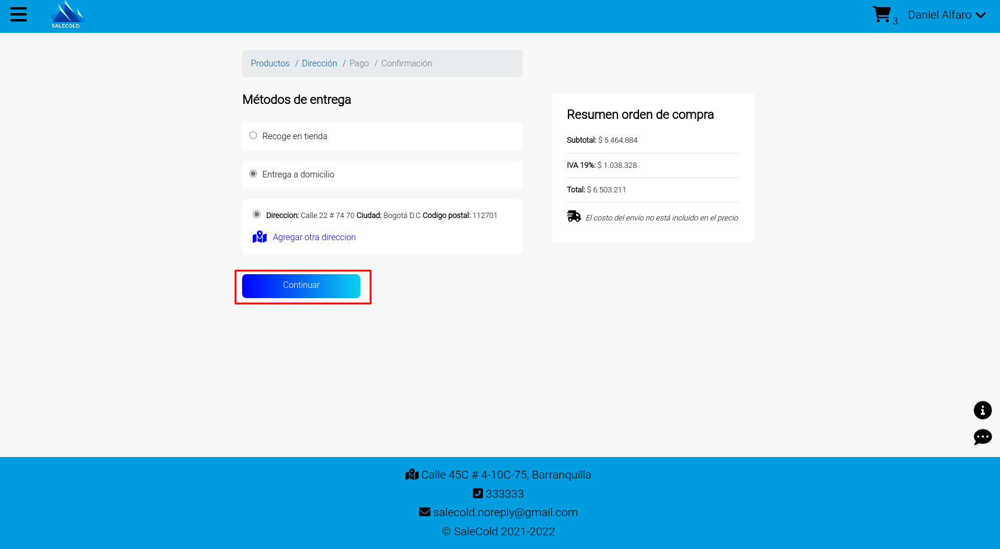 SALECOLD
3
Daniel Alfaro
Productos / Dirección / Pago / Confirmación
Métodos de entrega
Recoge en tienda
Entrega a domicilio
Direccion: Calle 22 # 74 70 Ciudad: Bogotá D.C Codigo postal: 112701
Agregar otra direccion
Continuar
Resumen orden de compra
Subtotal: $ 5.464.884
IVA 19%: $ 1.038.328
Total: $ 6.503.211
El costo del envío no está incluido en el precio
Calle 45C # 4-10C-75, Barranquilla
333333
salecold.noreply@gmail.com
© SaleCold 2021-2022